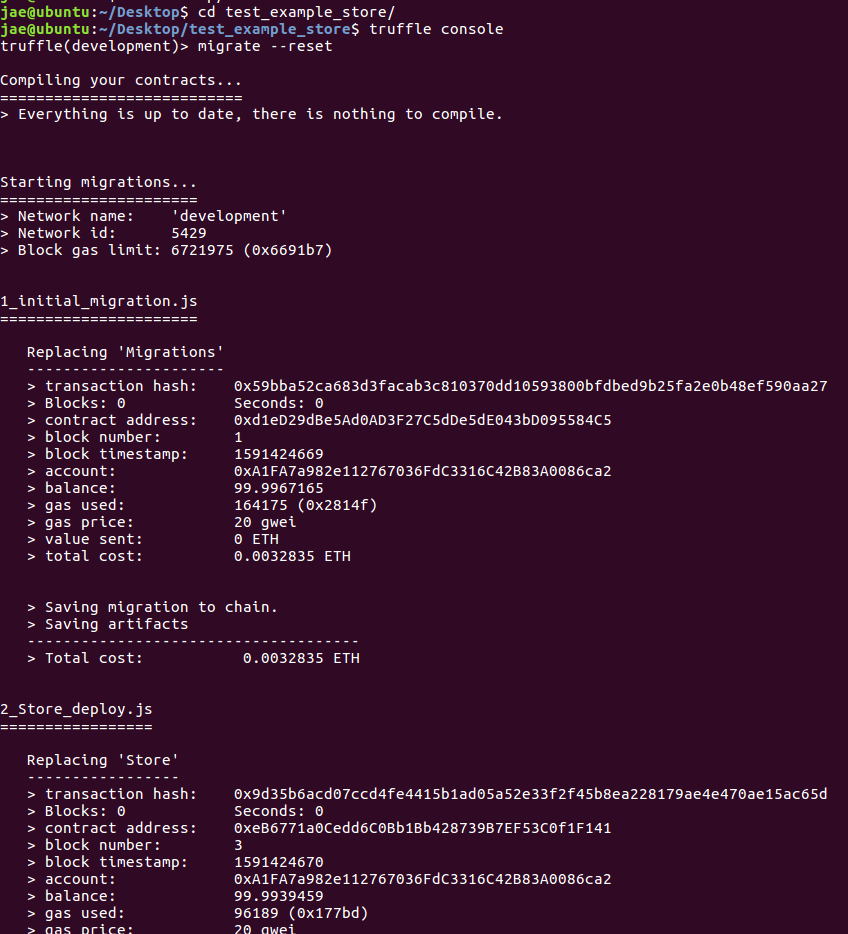 jae@ubuntu:~/Desktop$ cd test_example_store/
jae@ubuntu:~/Desktop/test_example_store$ truffle console
truffle(development)> migrate --reset

Compiling your contracts...
===========================
> Everything is up to date, there is nothing to compile.

Starting migrations...
======================
> Network name:    'development'
> Network id:      5429
> Block gas limit: 6721975 (0x6691b7)

1_initial_migration.js
======================

   Replacing 'Migrations'
   ----------------------
   > transaction hash:    0x59bba52ca683d3facab3c810370dd10593800bfdbed9b25fa2e0b48ef590aa27
   > Blocks: 0            Seconds: 0
   > contract address:    0xd1eD29dBe5Ad0AD3F27C5dDe5dE043bD095584C5
   > block number:        1
   > block timestamp:     1591424669
   > account:             0xA1FA7a982e112767036FdC3316C42B83A0086ca2
   > balance:             99.9967165
   > gas used:            164175 (0x2814f)
   > gas price:           20 gwei
   > value sent:          0 ETH
   > total cost:          0.0032835 ETH

   > Saving migration to chain.
   > Saving artifacts
   -------------------------------------
   > Total cost:           0.0032835 ETH

2_Store_deploy.js
=================

   Replacing 'Store'
   -----------------
   > transaction hash:    0x9d35b6acd07ccd4fe4415b1ad05a52e33f2f45b8ea228179ae4e470ae15ac65d
   > Blocks: 0            Seconds: 0
   > contract address:    0xeB6771a0Cedd6C0Bb1Bb428739B7EF53C0f1F141
   > block number:        3
   > block timestamp:     1591424670
   > account:             0xA1FA7a982e112767036FdC3316C42B83A0086ca2
   > balance:             99.9939459
   > gas used:            96189 (0x177bd)
   > gas price:           20 gwei